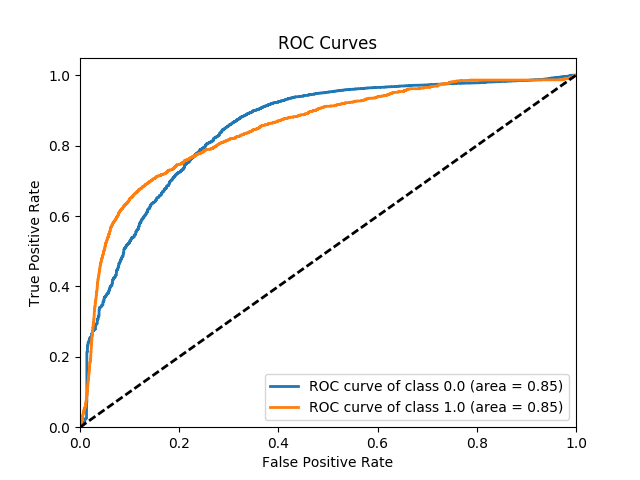 ROC Curves
True Positive Rate
1.0
0.8
0.6
0.4
0.2
0.0
ROC curve of class 0.0 (area = 0.85)
ROC curve of class 1.0 (area = 0.85)
0.0 0.2 0.4 0.6 0.8 1.0
False Positive Rate